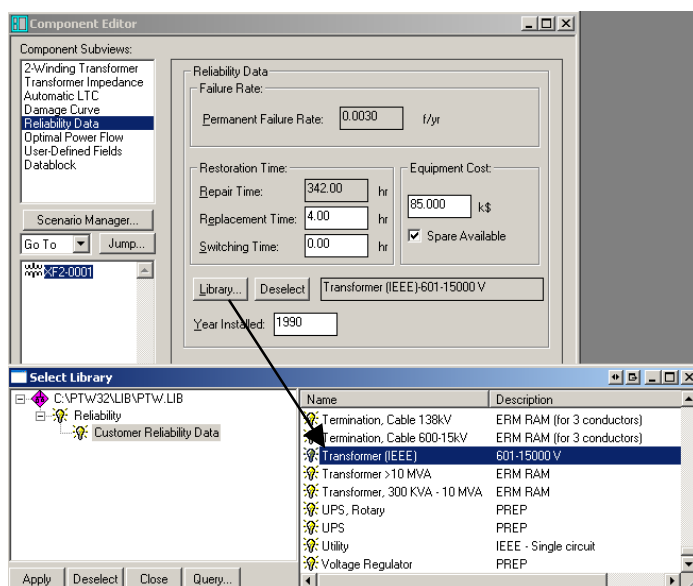 Component Editor
Component Subviews:
2-Winding Transformer
Transformer Impedance
Automatic LTC
Damage Curve
Reliability Data
Optimal Power Flow
User-Defined Fields
Datablock
Scenario Manager...
Go To Jump...
XF2-0001
Reliability Data
Failure Rate:
Permanent Failure Rate: 0.0030 f/yr
Restoration Time:
Repair Time: 342.00 hr
Replacement Time: 4.00 hr
Switching Time: 0.00 hr
Equipment Cost:
85.000 k$
Spare Available
Library... Deselect Transformer (IEEE)-601-15000 V
Year Installed: 1990
Select Library
C:\PTW32\LIB\PTW.LIB
Reliability
Customer Reliability Data
Name Description
Termination, Cable 138kV ERM RAM (for 3 conductors)
Termination, Cable 600-15kV ERM RAM (for 3 conductors)
Transformer (IEEE) 601-15000 V
Transformer >10 MVA ERM RAM
Transformer, 300 KVA - 10 MVA ERM RAM
UPS, Rotary PREP
UPS PREP
Utility IEEE - Single circuit
Voltage Regulator PREP
Apply Deselect Close Query...